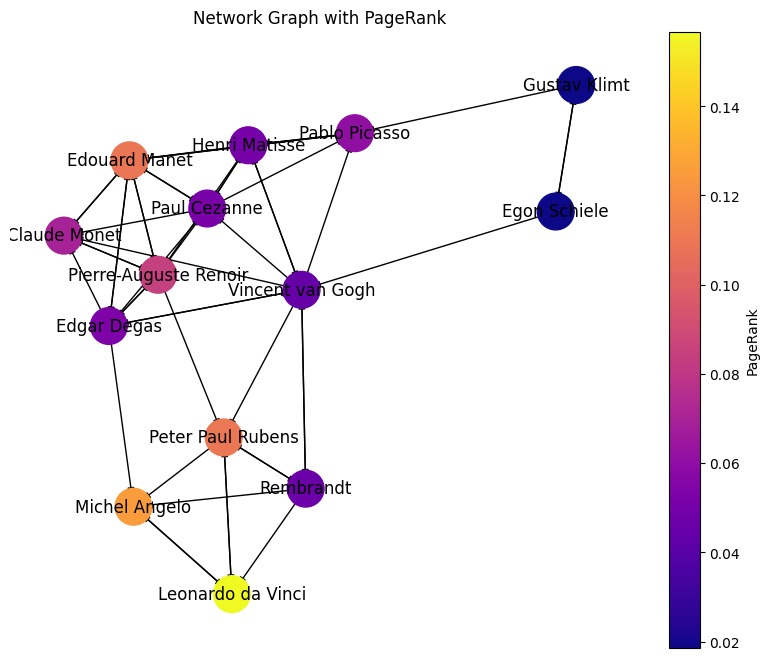 Network Graph with PageRank
Gustav Klimt
Pablo Picasso
Henri Matisse
Edouard Manet
Paul Cezanne
Egon Schiele
Claude Monet
Pierre-Auguste Renoir
Vincent van Gogh
Edgar Degas
Peter Paul Rubens
Rembrandt
Michel Angelo
Leonardo da Vinci
0.14
0.12
0.10
0.08
0.06
0.04
0.02
PageRank